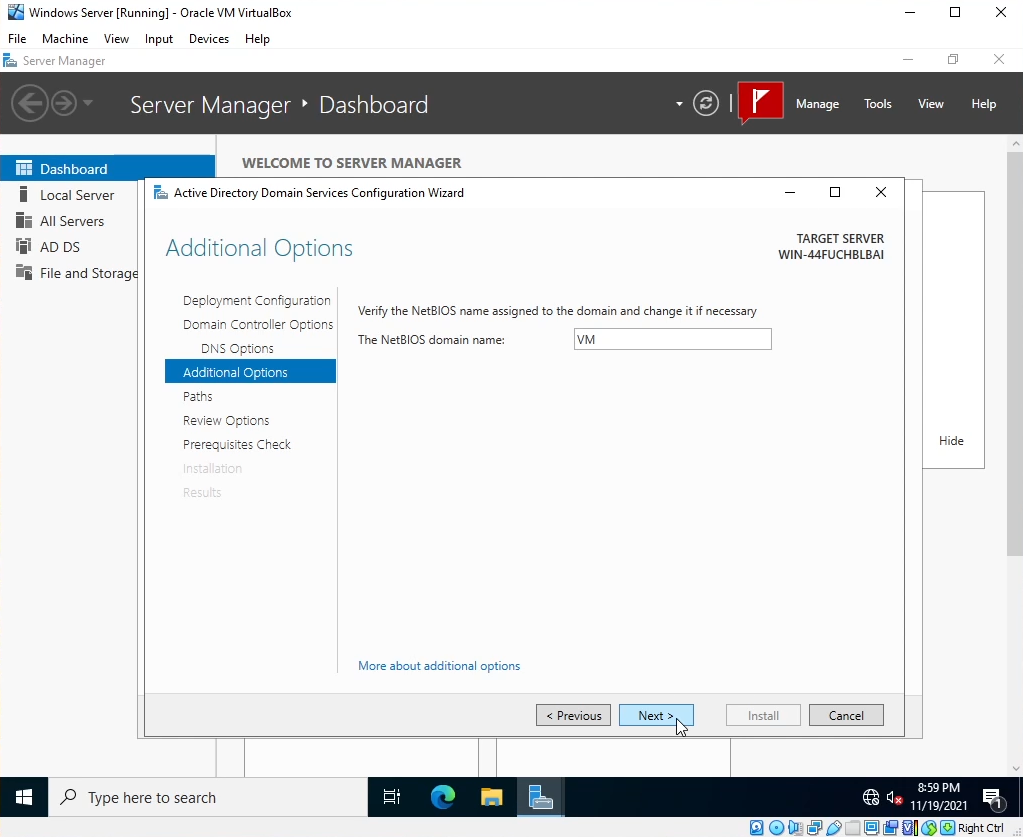 Windows Server [Running] - Oracle VM VirtualBox
File Machine View Input Devices Help
Server Manager
Server Manager ‣ Dashboard
Manage Tools View Help
WELCOME TO SERVER MANAGER
Dashboard
Local Server
All Servers
AD DS
File and Storage
Active Directory Domain Services Configuration Wizard
Additional Options
TARGET SERVER
WIN-44FUCHBLBAI
Deployment Configuration
Domain Controller Options
DNS Options
Additional Options
Paths
Review Options
Prerequisites Check
Installation
Results
Verify the NetBIOS name assigned to the domain and change it if necessary
The NetBIOS domain name: VM
Hide
More about additional options
< Previous Next > Install Cancel
Type here to search
8:59 PM
11/19/2021
1
Right Ctrl